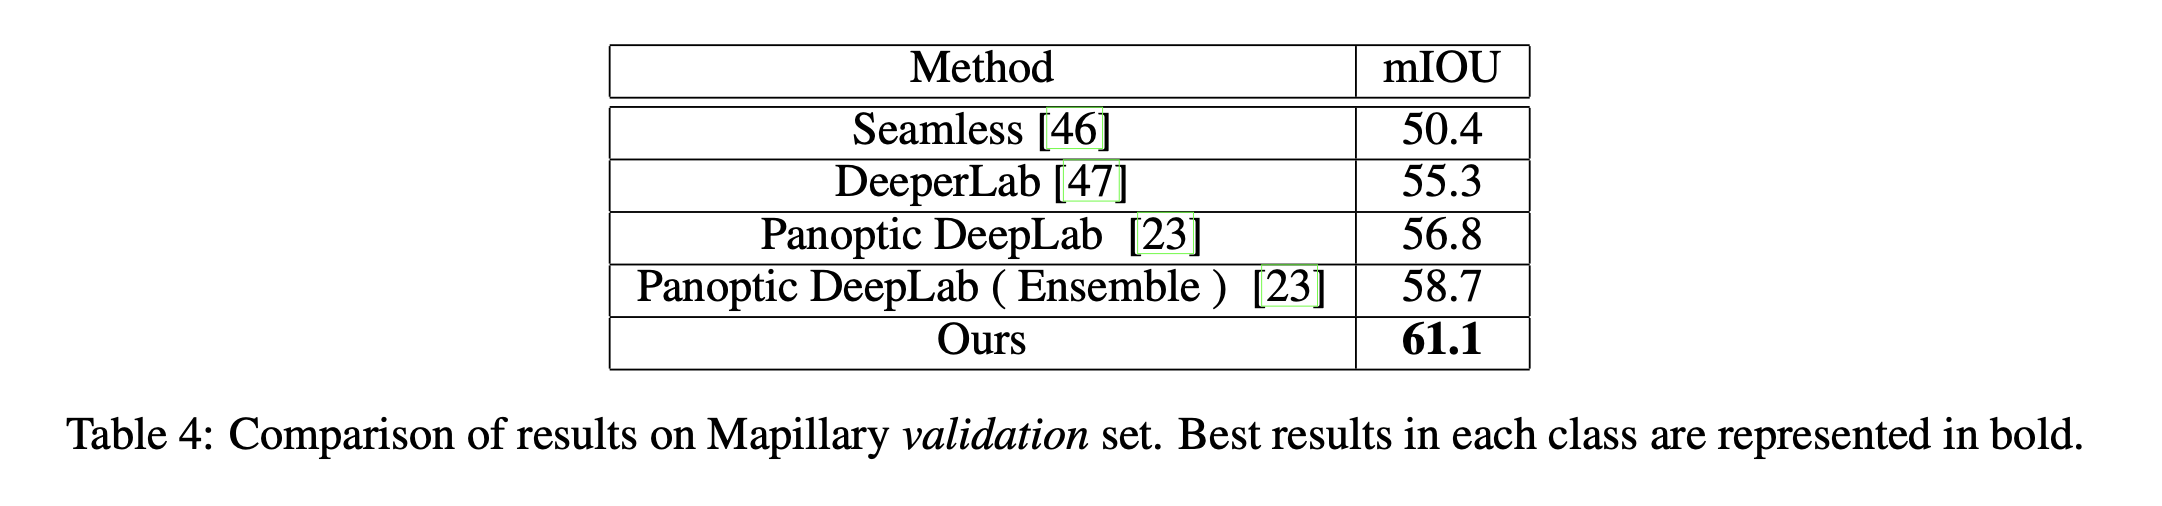 Method mIOU
Seamless [46] 50.4
DeeperLab [47] 55.3
Panoptic DeepLab [23] 56.8
Panoptic DeepLab ( Ensemble ) [23] 58.7
Ours 61.1
Table 4: Comparison of results on Mapillary validation set. Best results in each class are represented in bold.